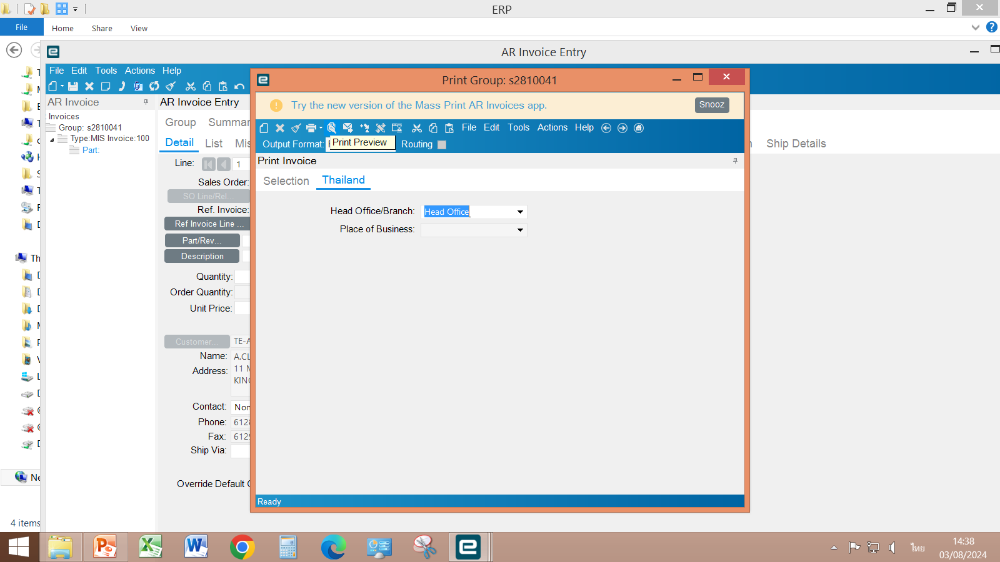 ERP
File Home Share View
AR Invoice Entry
File Edit Tools Actions Help
AR Invoice
AR Invoice Entry
Invoices
Group: s2810041
Type:MIS Invoice:100
Part:
Group Summar
Detail List Mis
Ship Details
Line: 1
Sales Order:
SO Line/Rel...
Ref. Invoice:
Ref Invoice Line ...
Part/Rev...
Description
Quantity:
Order Quantity:
Unit Price:
Customer... TE-A
Name: A.CL
Address: 11 M
KING
Contact: Non
Phone: 6128
Fax: 6129
Ship Via:
Override Default
Print Group: s2810041
Try the new version of the Mass Print AR Invoices app.
Snooz
File Edit Tools Actions Help
Output Format: Print Preview Routing
Print Invoice
Selection Thailand
Head Office/Branch: Head Office
Place of Business:
Ready
Th
Ne
4 items
ไทย
14:38
03/08/2024